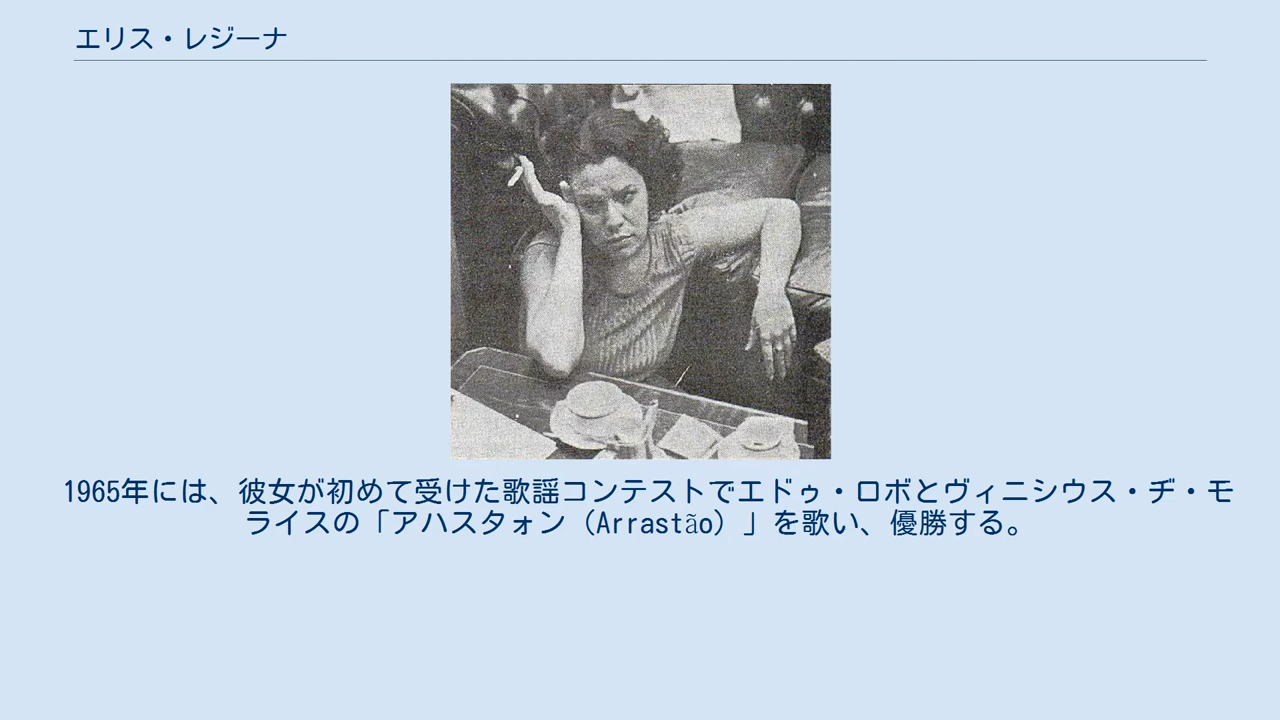 エリス・レジーナ
1965年には、彼女が初めて受けた歌謡コンテストでエドゥ・ロボとヴィニシウス・ヂ・モ
ライスの「アハスタォン（Arrastão）」を歌い、優勝する。